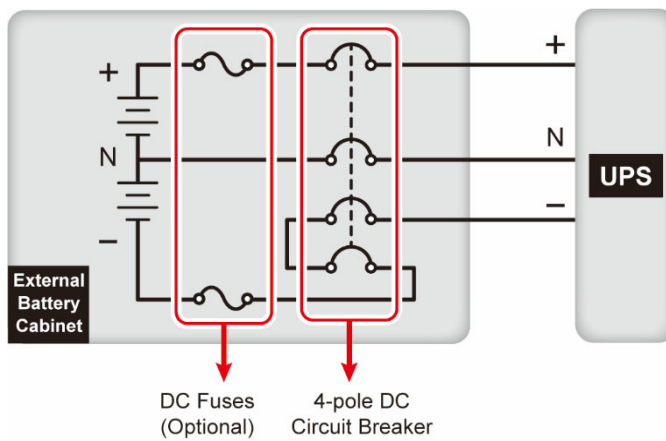 +
+
N
N
UPS
−
−
External
Battery
Cabinet
DC Fuses
(Optional)
4-pole DC
Circuit Breaker